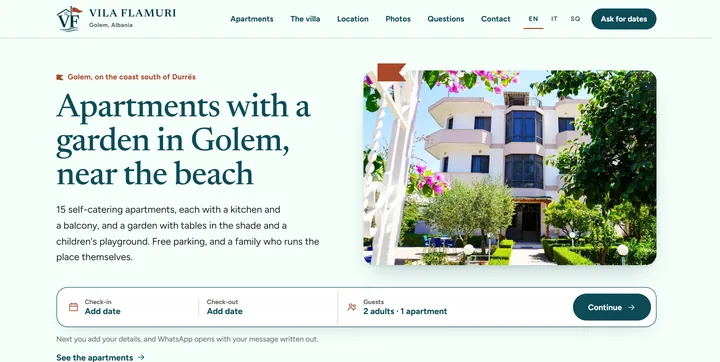 VF
VILA FLAMURI
Golem, Albania
Apartments
The villa
Location
Photos
Questions
Contact
EN
IT
SQ
Ask for dates
Golem, on the coast south of Durrës
Apartments with a
garden in Golem,
near the beach
15 self-catering apartments, each with a kitchen and
a balcony, and a garden with tables in the shade and a
children's playground. Free parking, and a family who runs the
place themselves.
Check-in
Add date
Check-out
Add date
Guests
2 adults · 1 apartment
Continue →
Next you add your details, and WhatsApp opens with your message written out.
See the apartments →